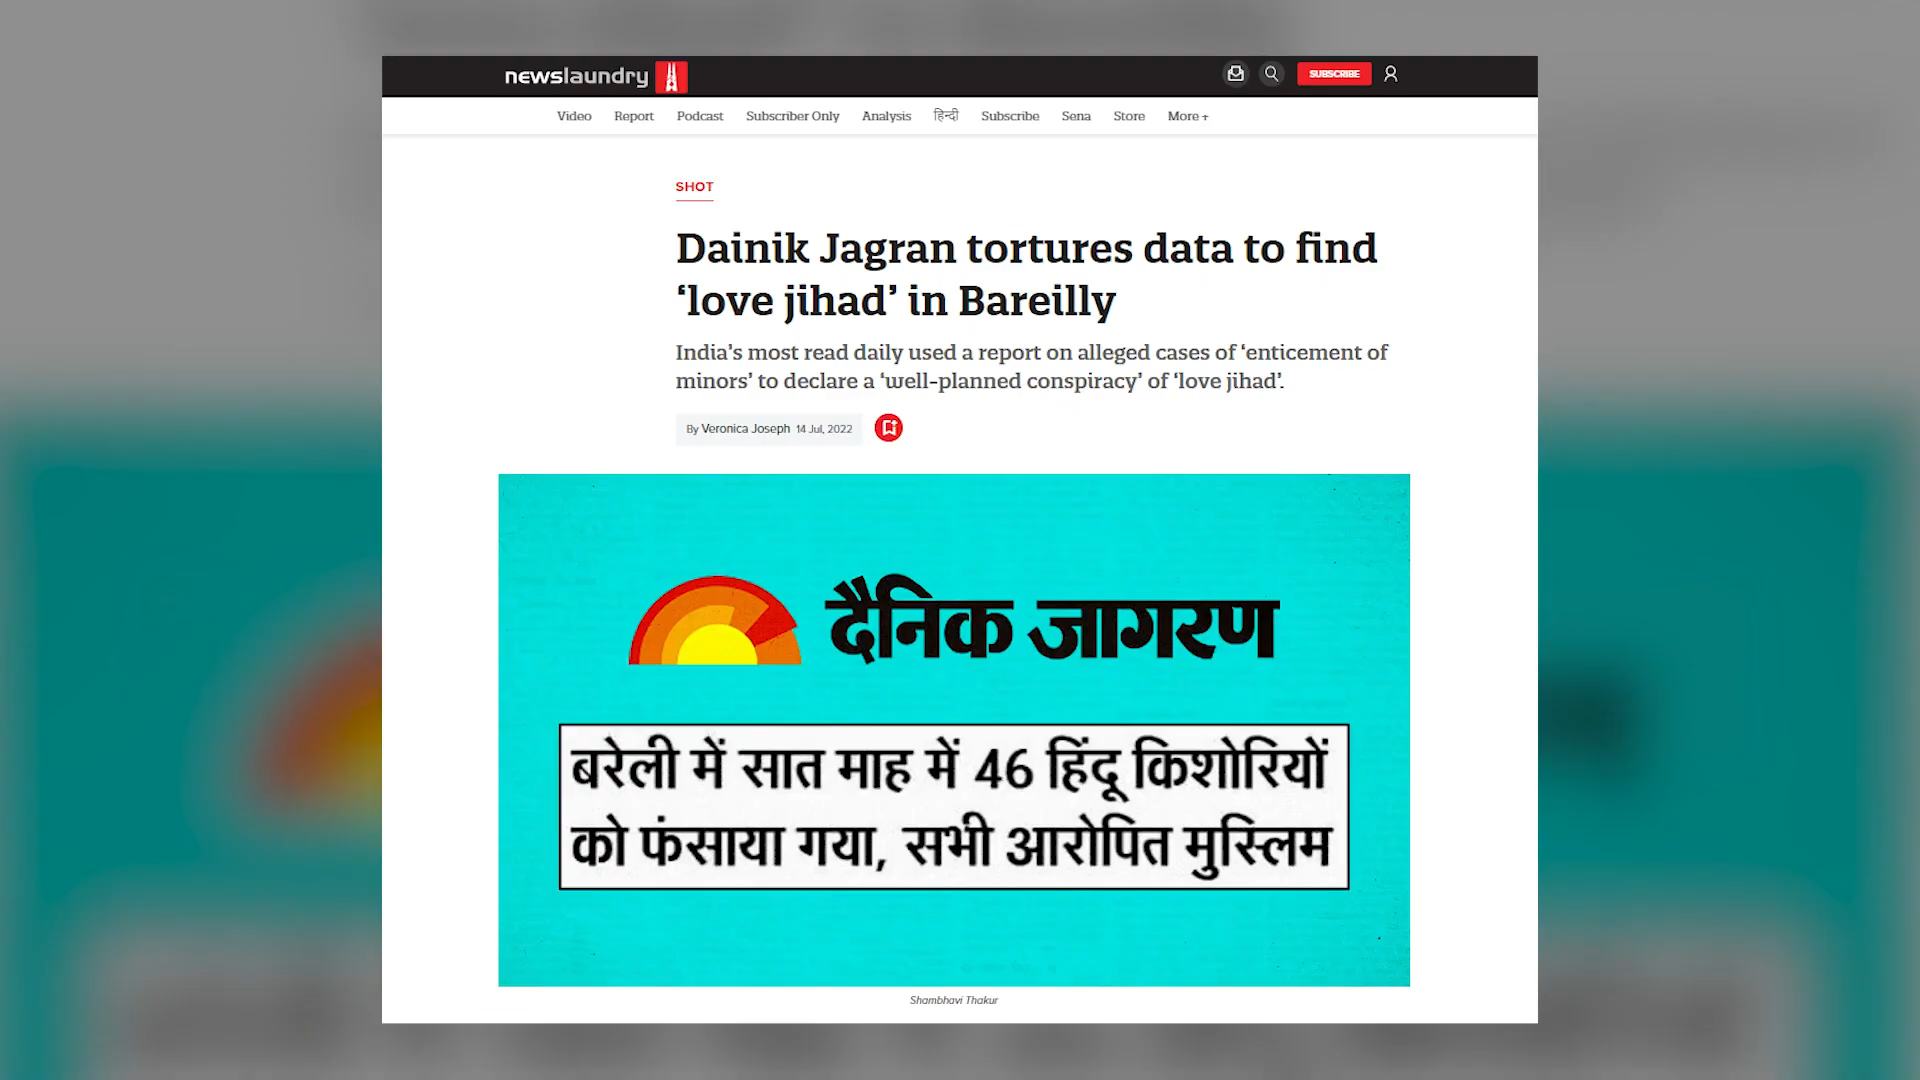 newslaundry
SUBSCRIBE
Video Report Podcast Subscriber Only Analysis हिन्दी Subscribe Sena Store More +
SHOT
Dainik Jagran tortures data to find
‘love jihad’ in Bareilly
India’s most read daily used a report on alleged cases of ‘enticement of
minors’ to declare a ‘well-planned conspiracy’ of ‘love jihad’.
By Veronica Joseph 14 Jul, 2022
दैनिक जागरण
बरेली में सात माह में 46 हिंदू किशोरियों
को फंसाया गया, सभी आरोपित मुस्लिम
Shambhavi Thakur